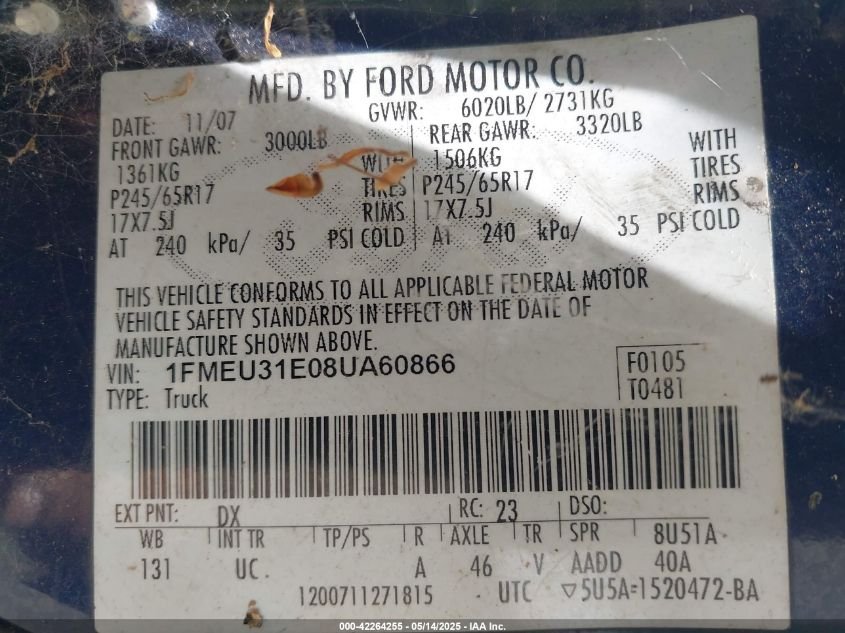 MFD. BY FORD MOTOR CO.
DATE: 11/07 GVWR: 6020LB/ 2731KG
FRONT GAWR: 3000LB REAR GAWR: 3320LB
1361KG WITH 1506KG WITH
P245/65R17 TIRES P245/65R17 TIRES
17X7.5J RIMS 17X7.5J RIMS
AT 240 kPa/ 35 PSI COLD AT 240 kPa/ 35 PSI COLD
THIS VEHICLE CONFORMS TO ALL APPLICABLE FEDERAL MOTOR
VEHICLE SAFETY STANDARDS IN EFFECT ON THE DATE OF
MANUFACTURE SHOWN ABOVE.
VIN: 1FMEU31E08UA60866 F0105
TYPE: Truck T0481
EXT PNT: DX RC: 23 DSO:
WB INT TR TP/PS R AXLE TR SPR 8U51A
131 UC A 46 V AADD 40A
1200711271815 UTC ▽5U5A=1520472-BA
000-42264255 - 05/14/2025 - IAA Inc.